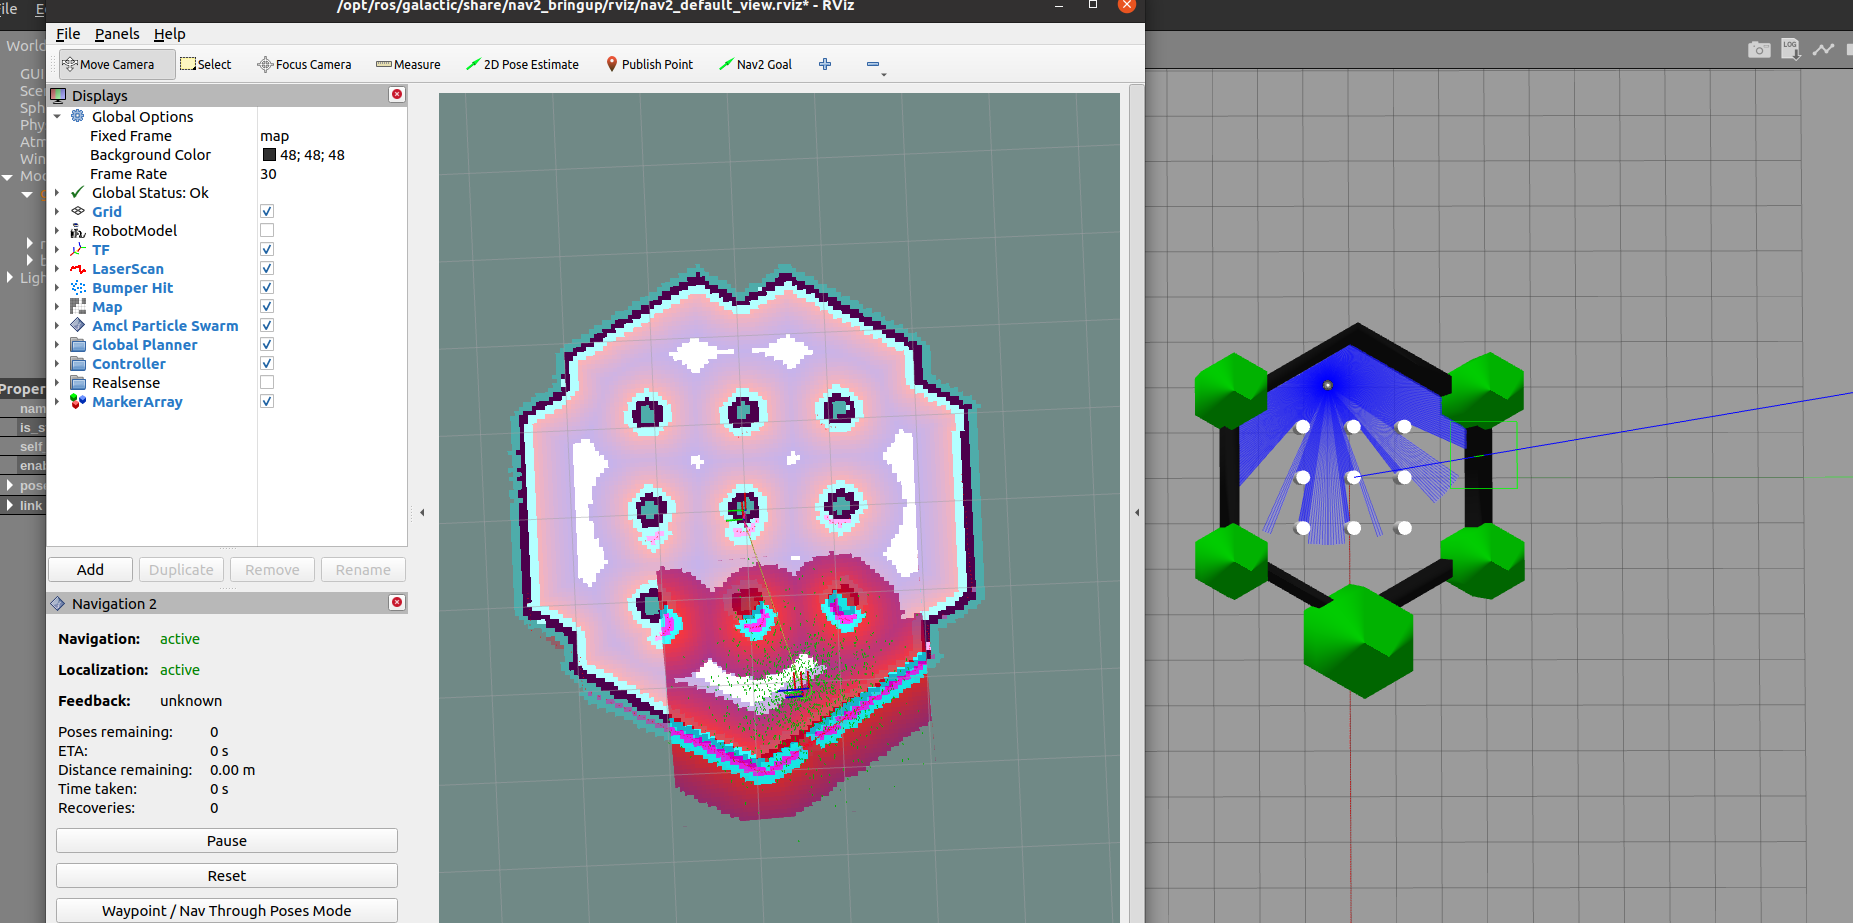 /opt/ros/galactic/share/nav2_bringup/rviz/nav2_default_view.rviz* - RViz
File Panels Help
Move Camera Select Focus Camera Measure 2D Pose Estimate Publish Point Nav2 Goal
Displays
Global Options
Fixed Frame map
Background Color 48; 48; 48
Frame Rate 30
Global Status: Ok
Grid
RobotModel
TF
LaserScan
Bumper Hit
Map
Amcl Particle Swarm
Global Planner
Controller
Realsense
MarkerArray
Add Duplicate Remove Rename
Navigation 2
Navigation: active
Localization: active
Feedback: unknown
Poses remaining: 0
ETA: 0 s
Distance remaining: 0.00 m
Time taken: 0 s
Recoveries: 0
Pause
Reset
Waypoint / Nav Through Poses Mode
World
GUI
Sce
Sph
Phy
Atm
Win
Mod
Ligh
Proper
nam
is_s
self
enab
pose
link
LOG